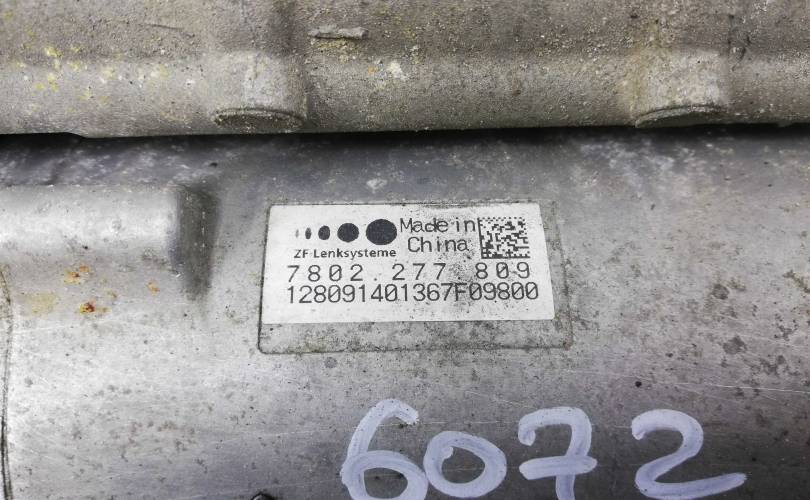 Made in
China
ZF-Lenksysteme
7802 277 809
128091401367F09800
6072